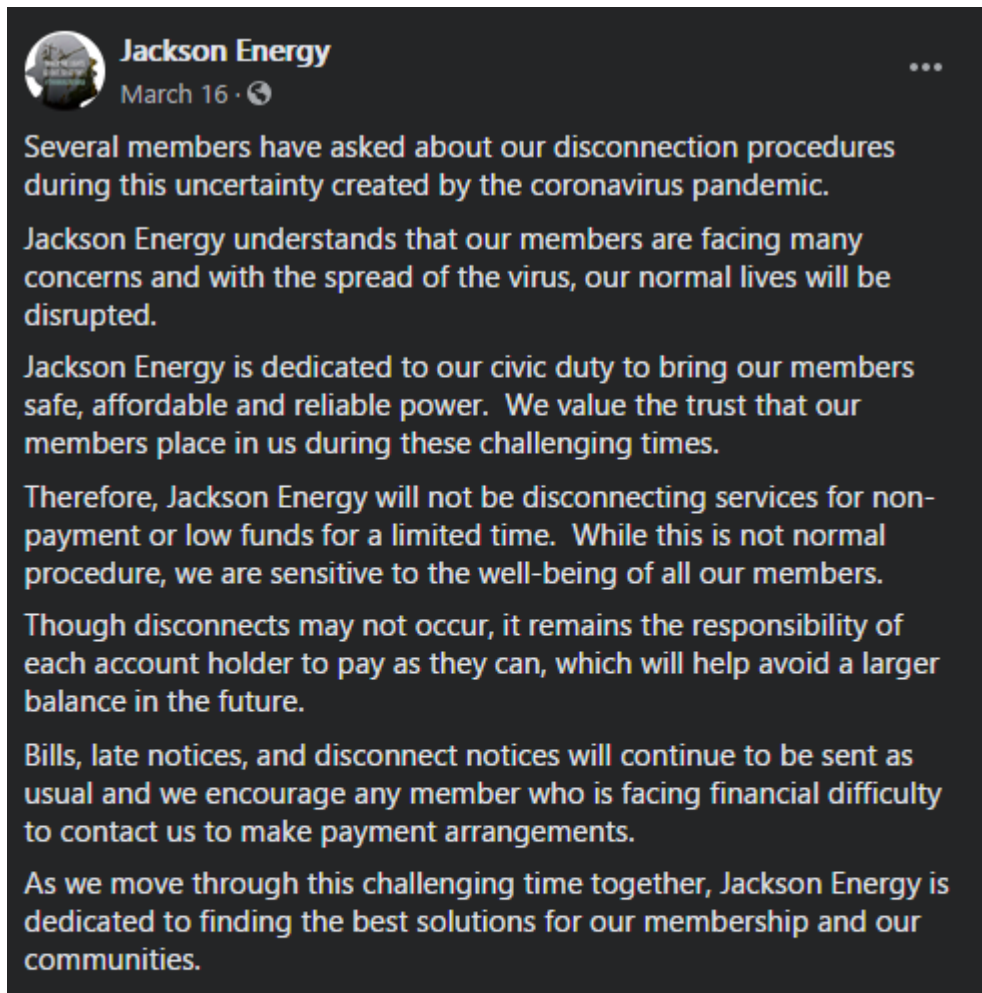 Jackson Energy
March 16 ·
Several members have asked about our disconnection procedures
during this uncertainty created by the coronavirus pandemic.
Jackson Energy understands that our members are facing many
concerns and with the spread of the virus, our normal lives will be
disrupted.
Jackson Energy is dedicated to our civic duty to bring our members
safe, affordable and reliable power.  We value the trust that our
members place in us during these challenging times.
Therefore, Jackson Energy will not be disconnecting services for non-
payment or low funds for a limited time.  While this is not normal
procedure, we are sensitive to the well-being of all our members.
Though disconnects may not occur, it remains the responsibility of
each account holder to pay as they can, which will help avoid a larger
balance in the future.
Bills, late notices, and disconnect notices will continue to be sent as
usual and we encourage any member who is facing financial difficulty
to contact us to make payment arrangements.
As we move through this challenging time together, Jackson Energy is
dedicated to finding the best solutions for our membership and our
communities.